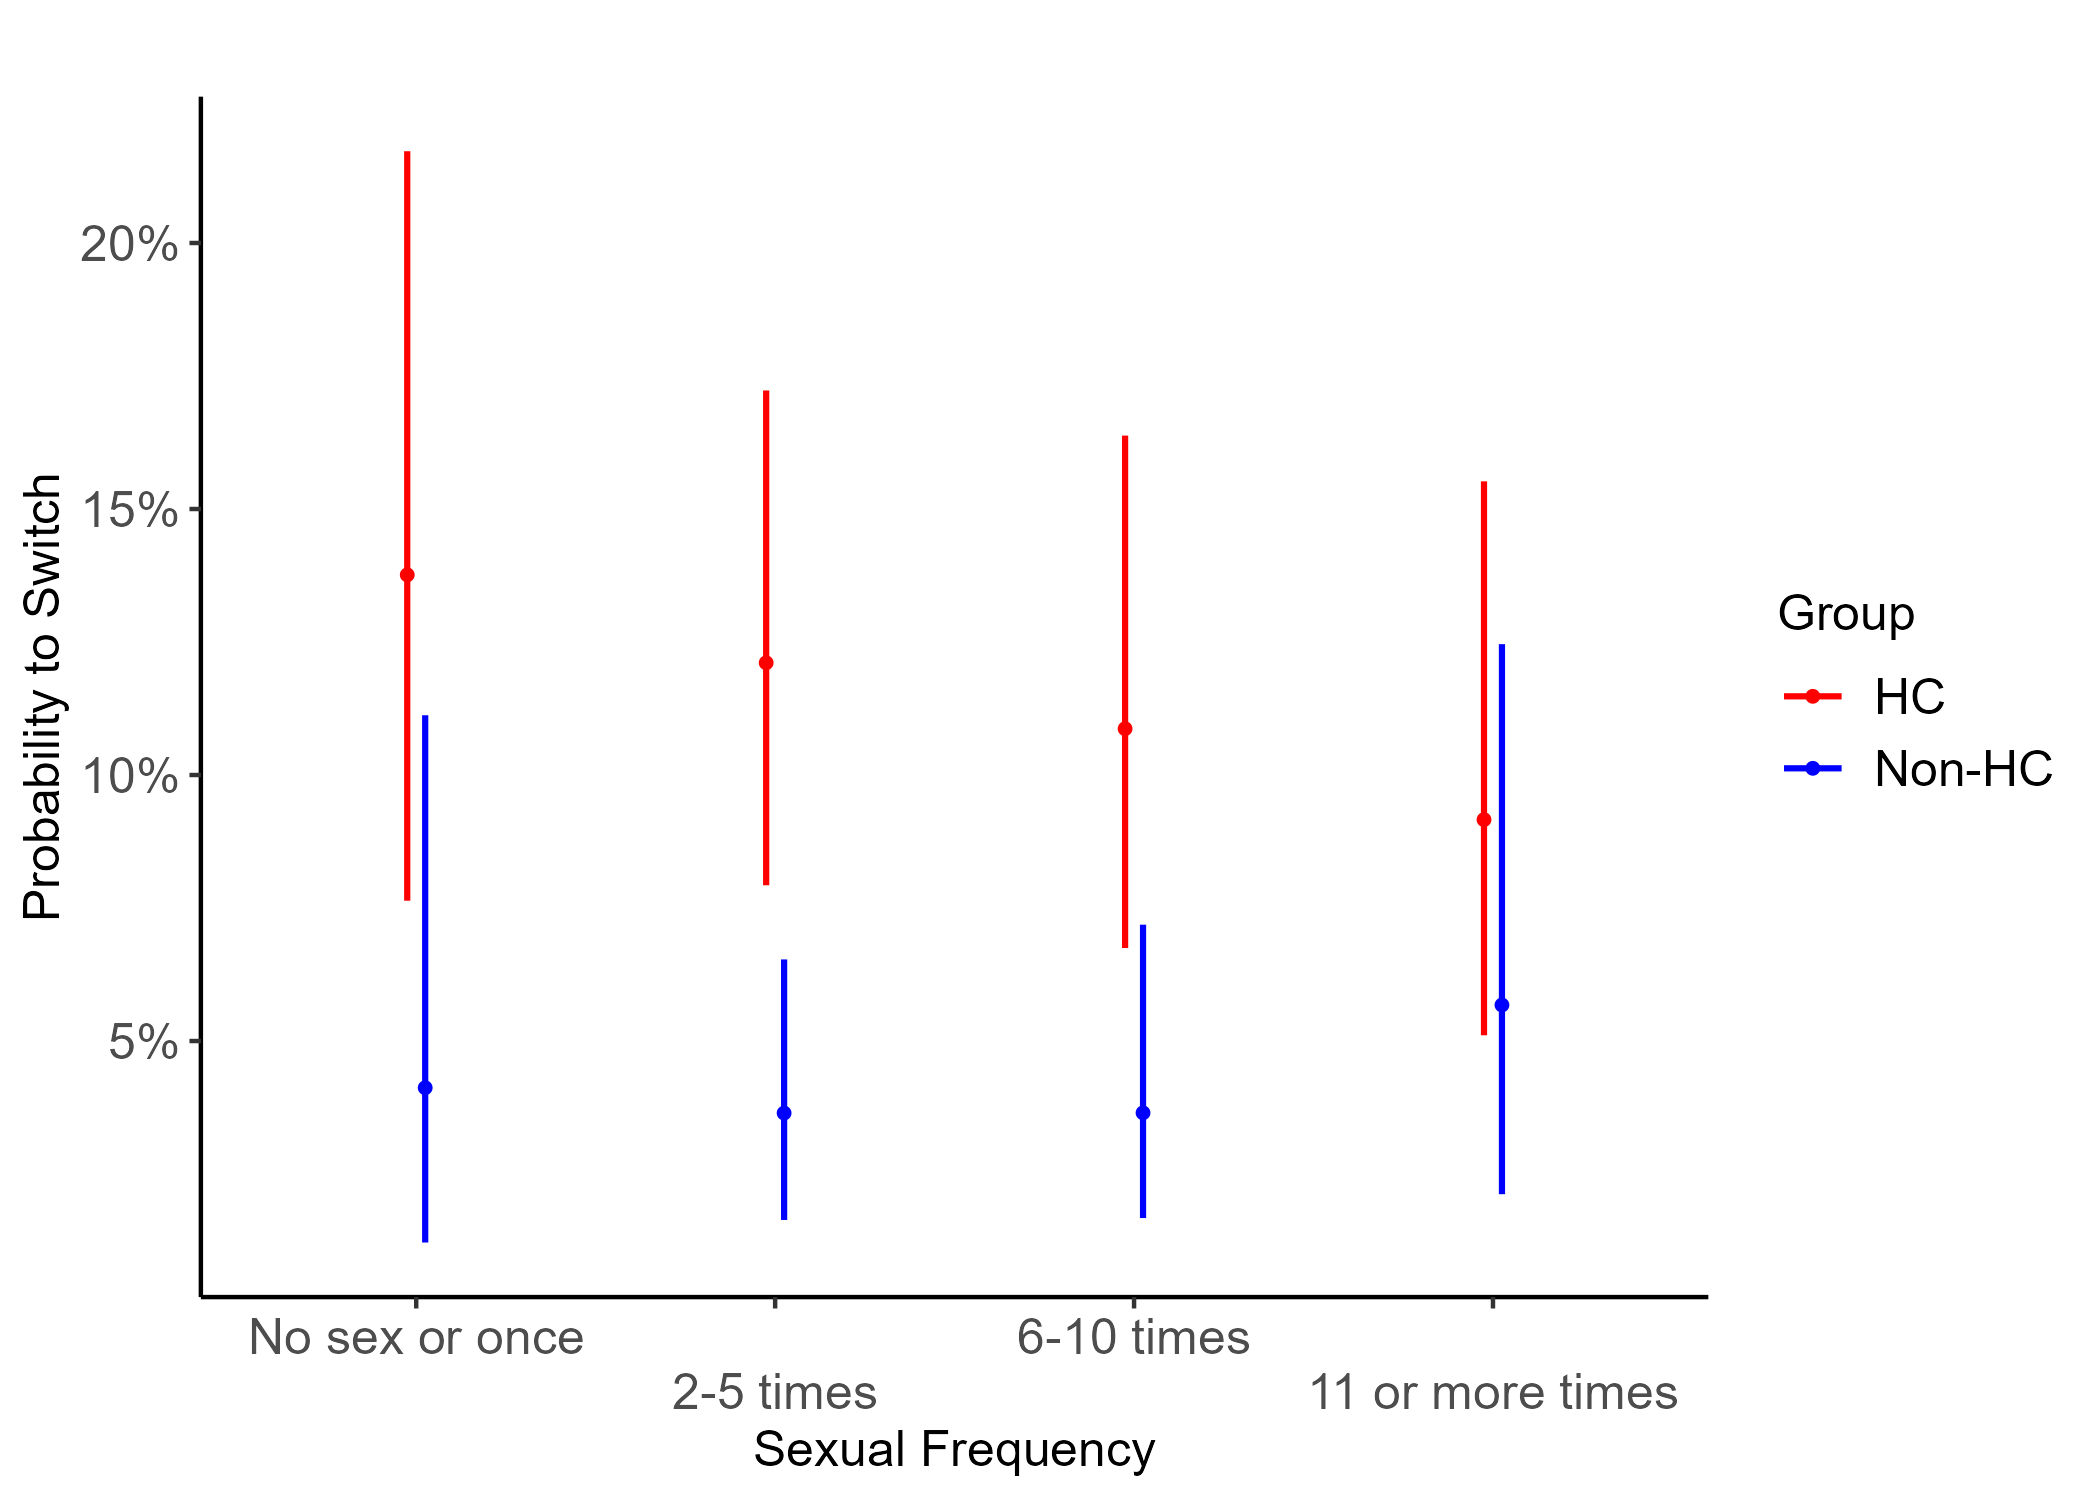 Probability to Switch
20%
15%
10%
5%
No sex or once
2-5 times
6-10 times
11 or more times
Sexual Frequency
Group
HC
Non-HC